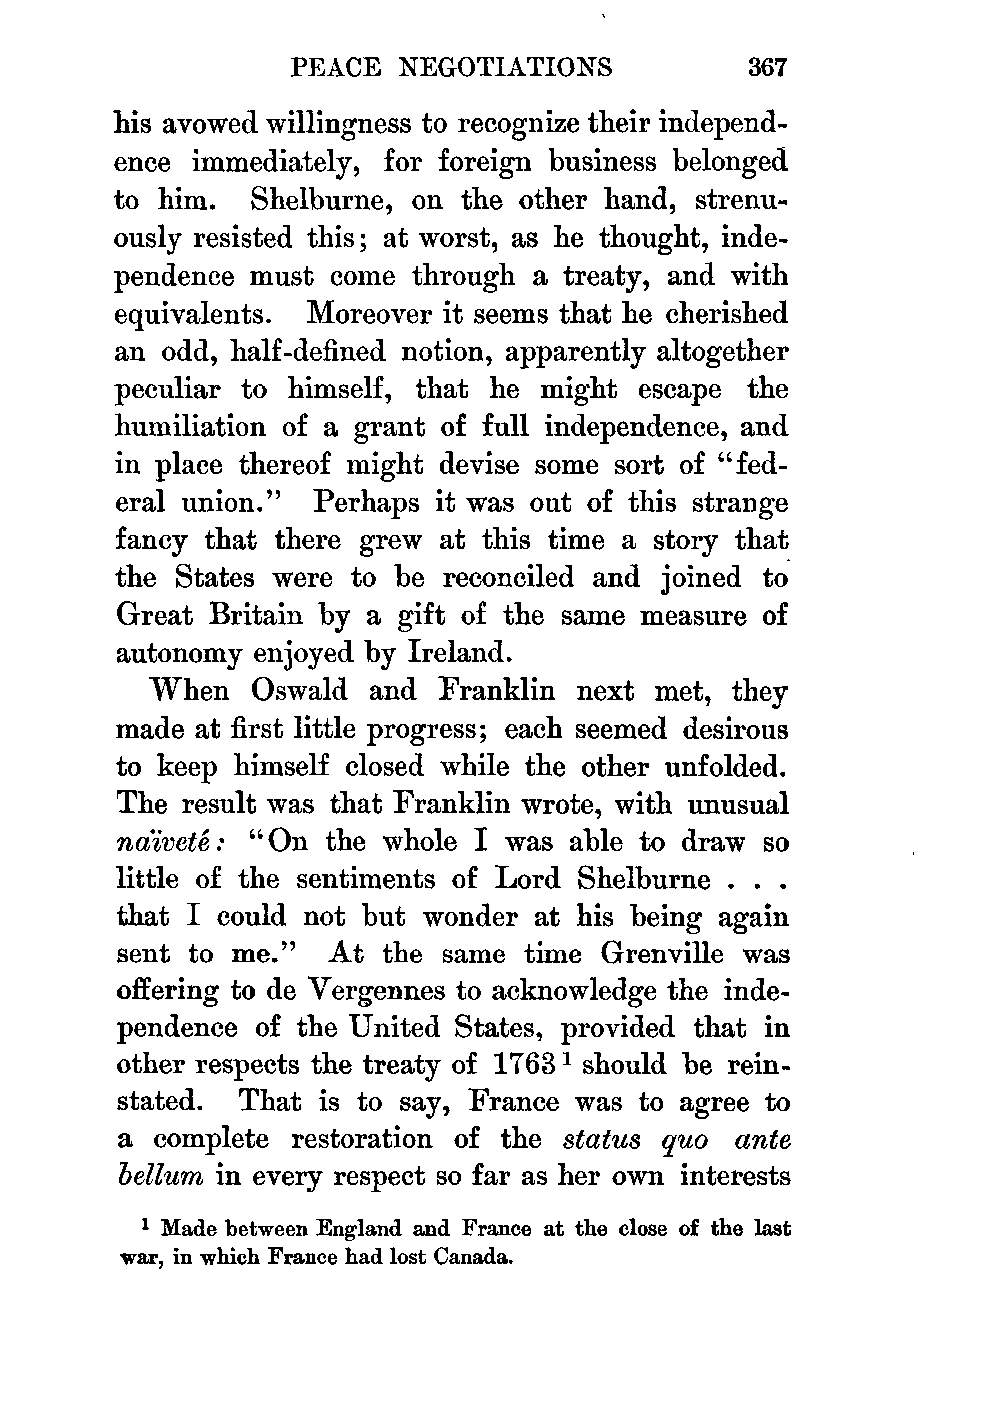 PEACE NEGOTIATIONS 367
his avowed willingness to recognize their independ-
ence immediately, for foreign business belonged
to him. Shelburne, on the other hand, strenu-
ously resisted this; at worst, as he thought, inde-
pendence must come through a treaty, and with
equivalents. Moreover it seems that he cherished
an odd, half-defined notion, apparently altogether
peculiar to himself, that he might escape the
humiliation of a grant of full independence, and
in place thereof might devise some sort of “fed-
eral union.” Perhaps it was out of this strange
fancy that there grew at this time a story that
the States were to be reconciled and joined to
Great Britain by a gift of the same measure of
autonomy enjoyed by Ireland.
When Oswald and Franklin next met, they
made at first little progress; each seemed desirous
to keep himself closed while the other unfolded.
The result was that Franklin wrote, with unusual
naïveté: “On the whole I was able to draw so
little of the sentiments of Lord Shelburne . . .
that I could not but wonder at his being again
sent to me.” At the same time Grenville was
offering to de Vergennes to acknowledge the inde-
pendence of the United States, provided that in
other respects the treaty of 1763 ¹ should be rein-
stated. That is to say, France was to agree to
a complete restoration of the status quo ante
bellum in every respect so far as her own interests
¹ Made between England and France at the close of the last
war, in which France had lost Canada.